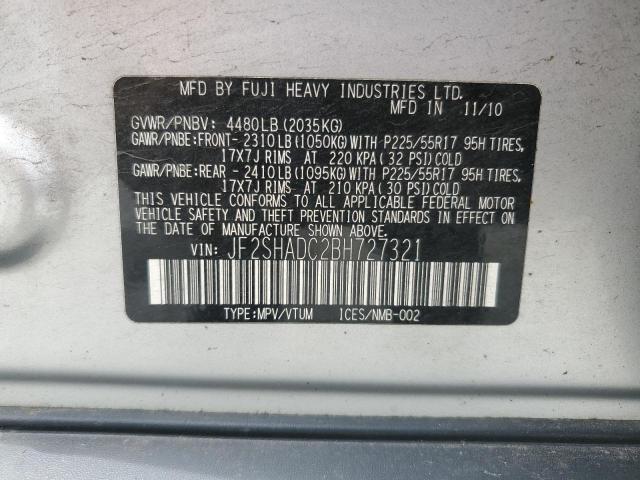 MFD BY FUJI HEAVY INDUSTRIES LTD.
MFD IN 11/10
GVWR/PNBV: 4480LB (2035KG)
GAWR/PNBE:FRONT- 2310LB(1050KG)WITH P225/55R17 95H TIRES,
17X7J RIMS AT 220 KPA (32 PSI)COLD
GAWR/PNBE:REAR - 2410LB(1095KG)WITH P225/55R17 95H TIRES,
17X7J RIMS AT 210 KPA (30 PSI)COLD
THIS VEHICLE CONFORMS TO ALL APPLICABLE FEDERAL MOTOR
VEHICLE SAFETY AND THEFT PREVENTION STANDARDS IN EFFECT ON
THE DATE OF MANUFACTURE SHOWN ABOVE.
VIN: JF2SHADC2BH727321
TYPE:MPV/VTUM ICES/NMB-002